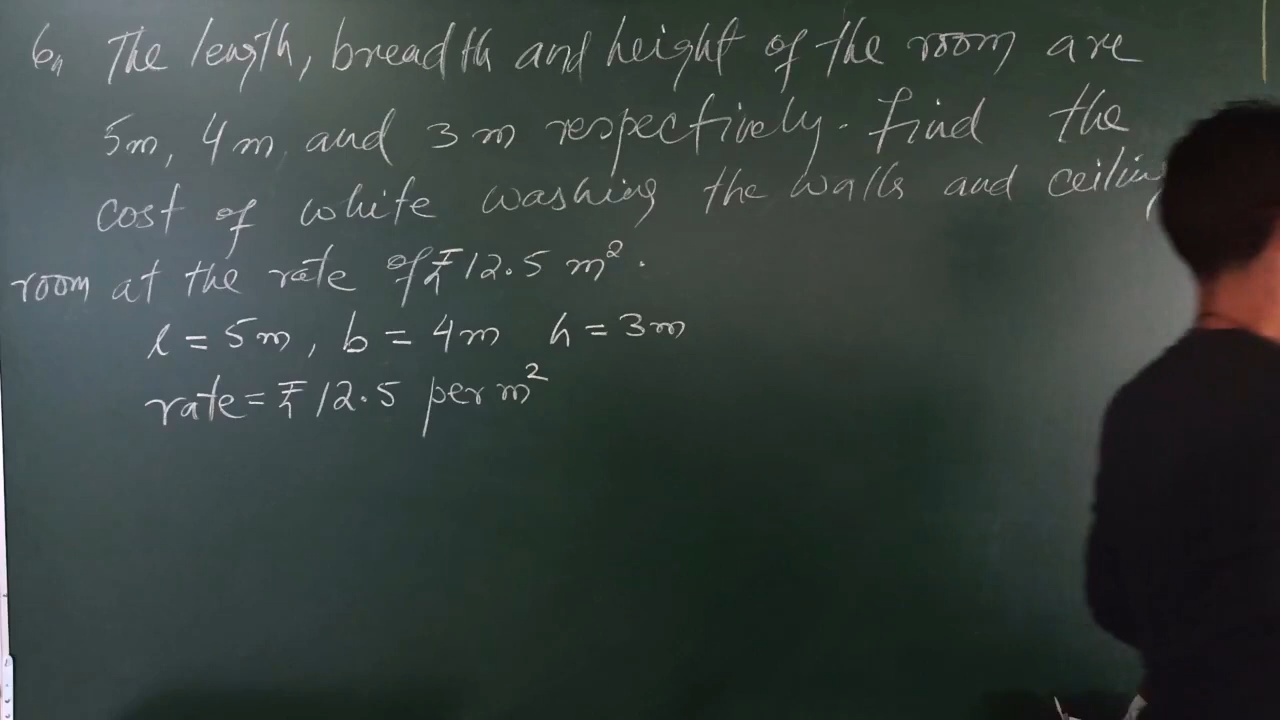 6, The length, breadth and height of the room are
5m, 4m and 3m respectively. Find the
cost of white washing the walls and ceiling
room at the rate of ₹12.5 m².
l = 5m, b = 4m h = 3m
rate = ₹12.5 per m²